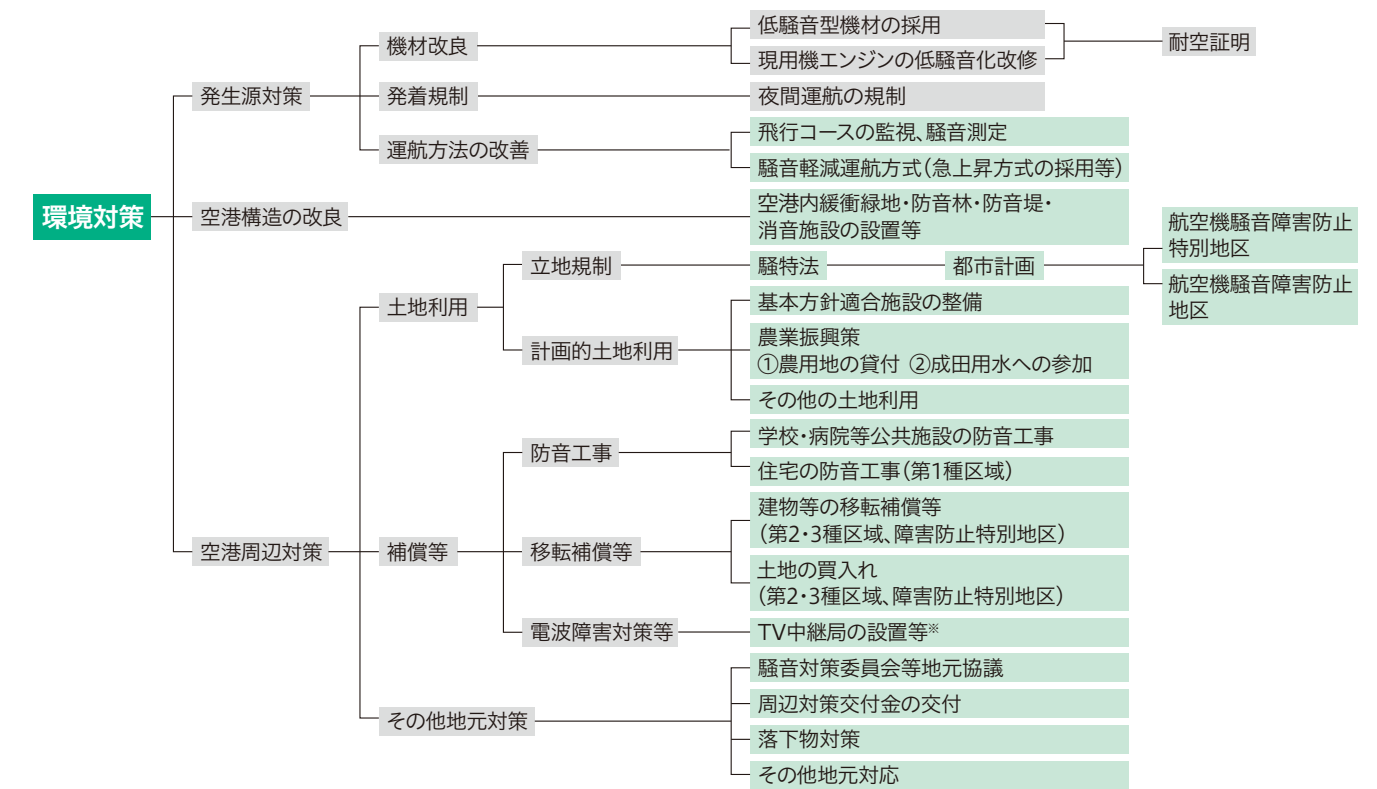 環境対策
発生源対策
機材改良
低騒音型機材の採用
現用機エンジンの低騒音化改修
耐空証明
発着規制
夜間運航の規制
運航方法の改善
飛行コースの監視、騒音測定
騒音軽減運航方式(急上昇方式の採用等)
空港構造の改良
空港内緩衝緑地・防音林・防音堤・
消音施設の設置等
空港周辺対策
土地利用
立地規制
騒特法
都市計画
航空機騒音障害防止
特別地区
航空機騒音障害防止
地区
計画的土地利用
基本方針適合施設の整備
農業振興策
①農用地の貸付 ②成田用水への参加
その他の土地利用
補償等
防音工事
学校・病院等公共施設の防音工事
住宅の防音工事(第1種区域)
移転補償等
建物等の移転補償等
(第2・3種区域、障害防止特別地区)
土地の買入れ
(第2・3種区域、障害防止特別地区)
電波障害対策等
TV中継局の設置等※
その他地元対策
騒音対策委員会等地元協議
周辺対策交付金の交付
落下物対策
その他地元対応